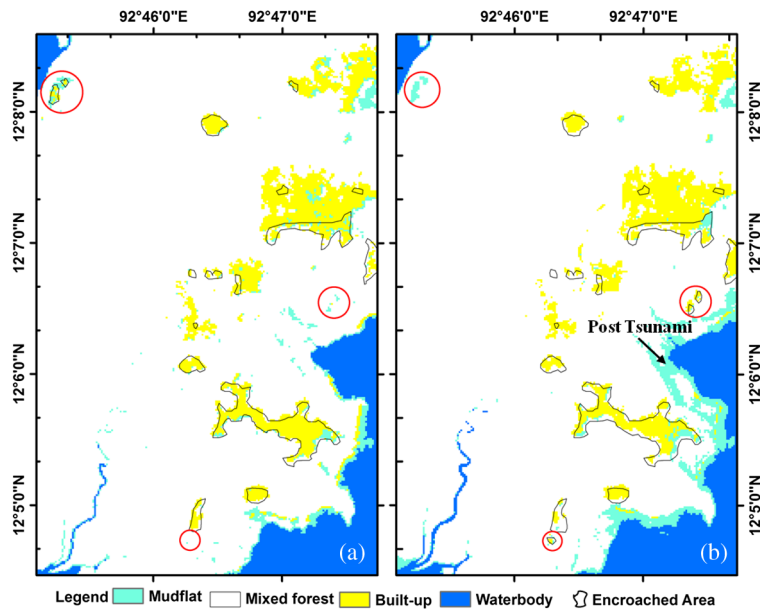 92°46'0"E 92°47'0"E 92°46'0"E 92°47'0"E
12°8'0"N 12°8'0"N
12°7'0"N 12°7'0"N
Post Tsunami
12°6'0"N 12°6'0"N
12°5'0"N 12°5'0"N
(a) (b)
Legend Mudflat Mixed forest Built-up Waterbody Encroached Area